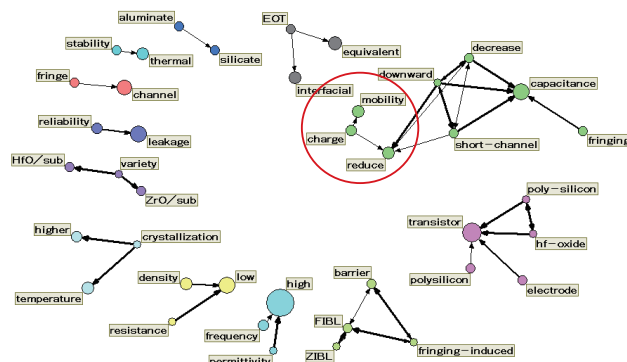 aluminate
silicate
stability
thermal
fringe
channel
reliability
leakage
HfO/sub
variety
ZrO/sub
EOT
equivalent
interfacial
mobility
charge
reduce
downward
decrease
capacitance
short-channel
fringing
higher
crystallization
temperature
density
low
resistance
high
frequency
permittivity
barrier
FIBL
ZIBL
fringing-induced
poly-silicon
transistor
hf-oxide
polysilicon
electrode